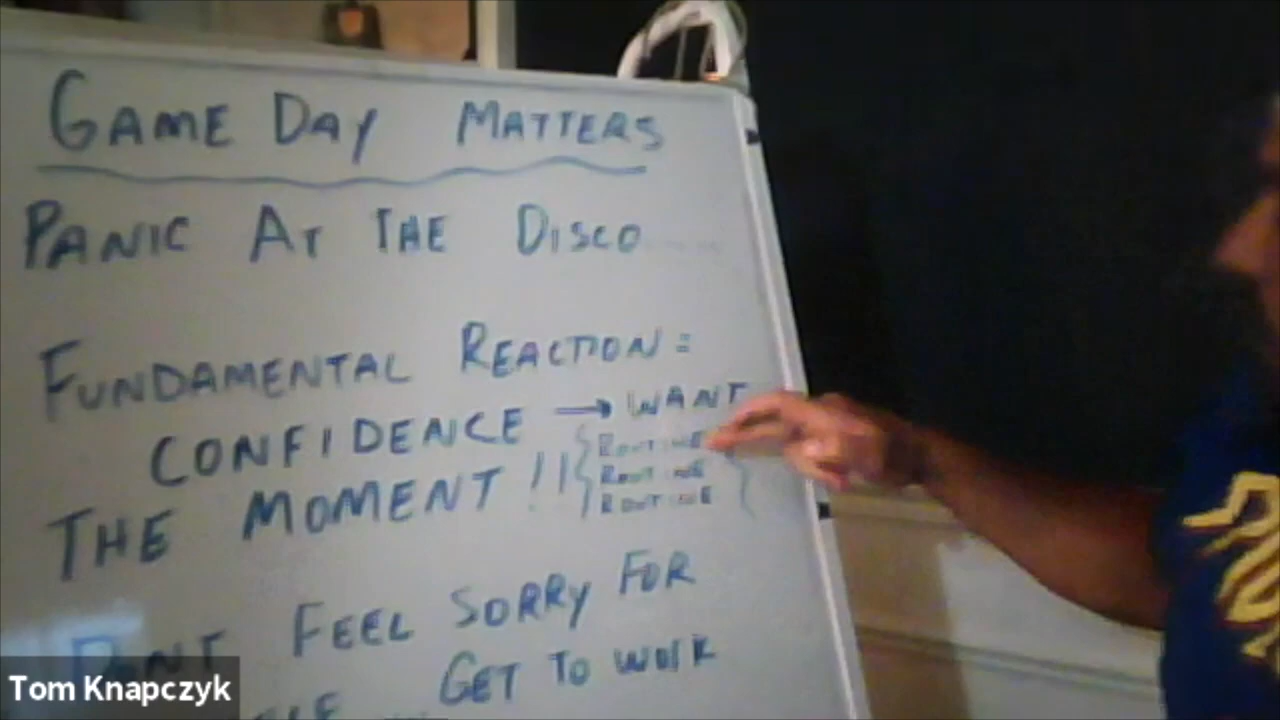 GAME DAY MATTERS
PANIC AT THE DISCO
FUNDAMENTAL REACTION =
CONFIDENCE → WANT
THE MOMENT !!
ROUTINE
ROUTINE
ROUTINE
DON'T FEEL SORRY FOR
GET TO WORK
Tom Knapczyk